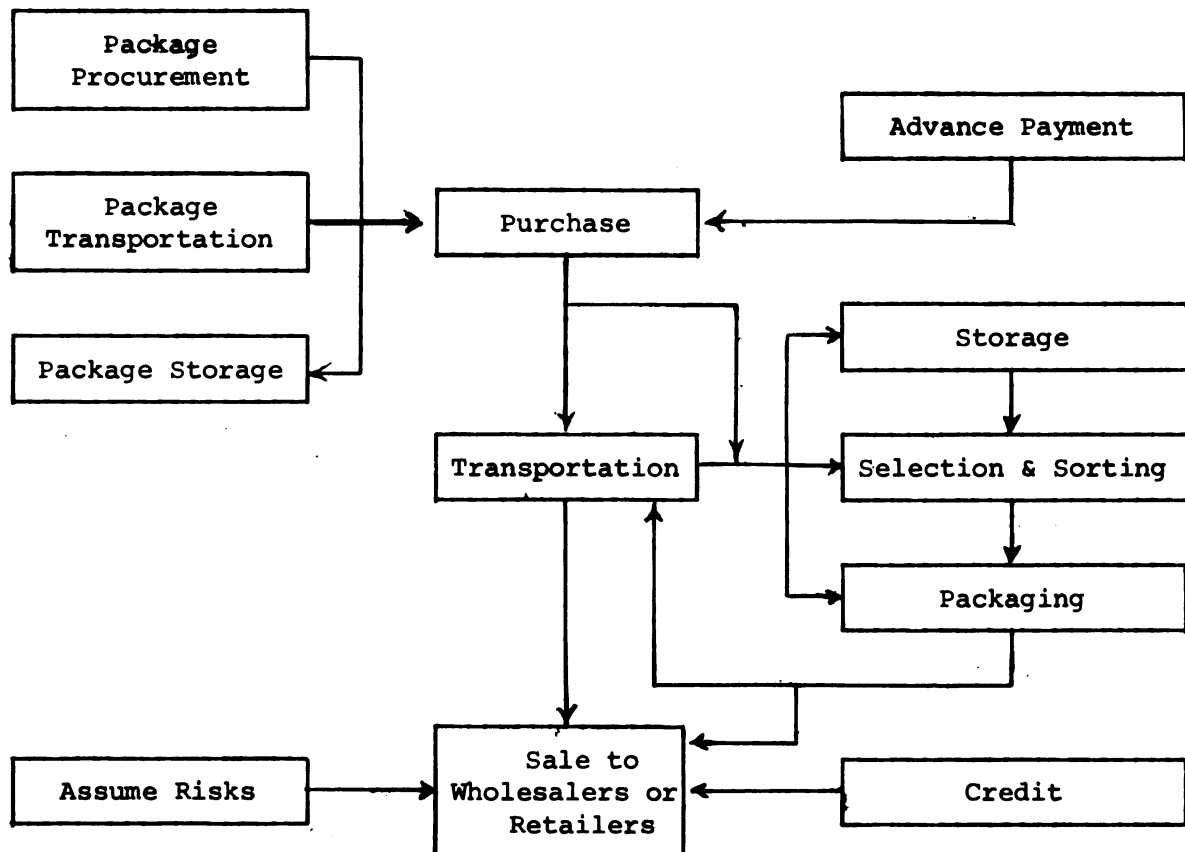 Package
Procurement
Advance Payment
Package
Transportation
Purchase
Package Storage
Storage
Transportation
Selection & Sorting
Packaging
Assume Risks
Sale to
Wholesalers or
Retailers
Credit